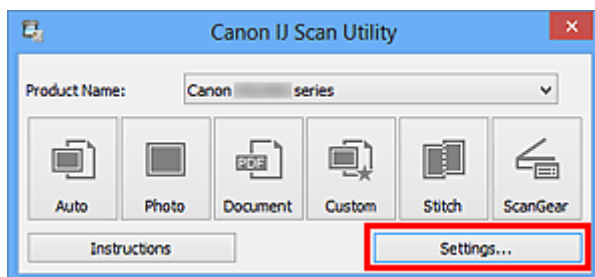 Canon IJ Scan Utility
Product Name: Canon series
PDF
Auto Photo Document Custom Stitch ScanGear
Instructions Settings...